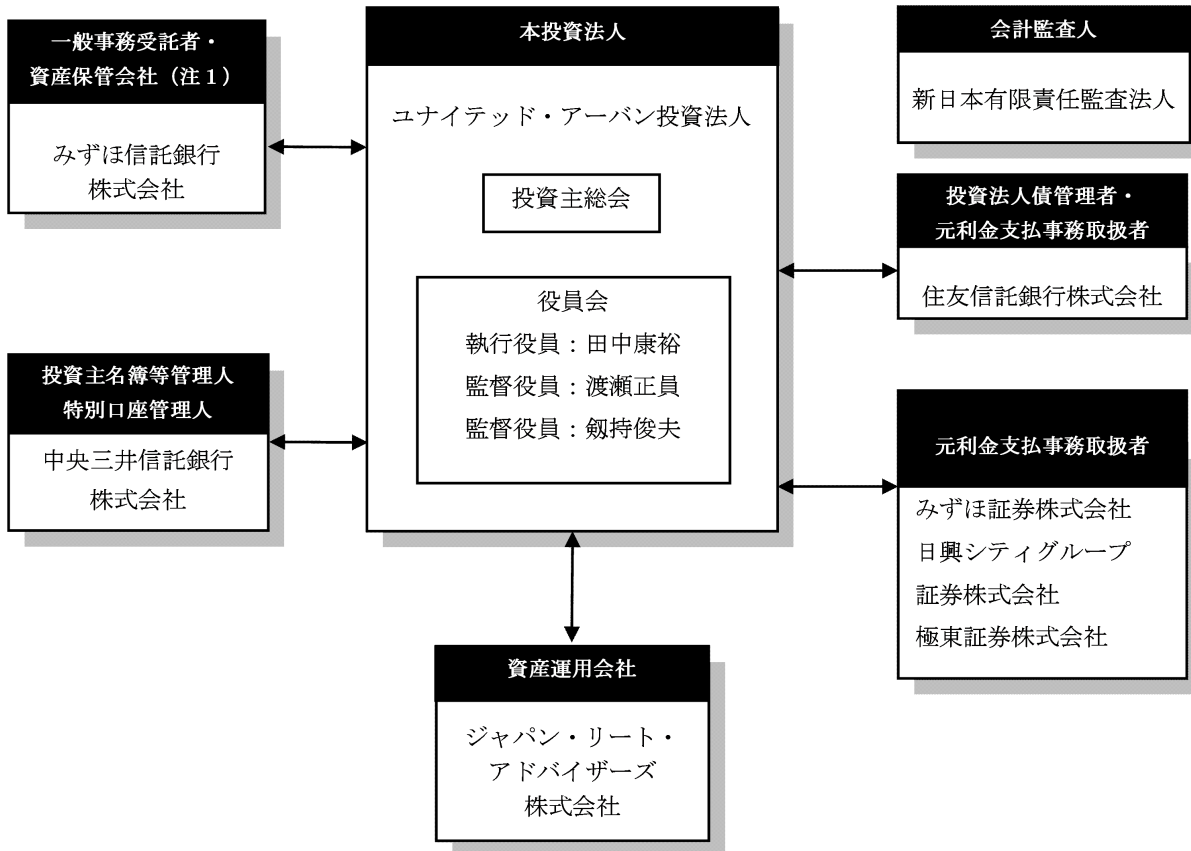 一般事務受託者・
資産保管会社（注１）
みずほ信託銀行
株式会社
投資主名簿等管理人
特別口座管理人
中央三井信託銀行
株式会社
本投資法人
ユナイテッド・アーバン投資法人
投資主総会
役員会
執行役員：田中康裕
監督役員：渡瀬正員
監督役員：剱持俊夫
資産運用会社
ジャパン・リート・
アドバイザーズ
株式会社
会計監査人
新日本有限責任監査法人
投資法人債管理者・
元利金支払事務取扱者
住友信託銀行株式会社
元利金支払事務取扱者
みずほ証券株式会社
日興シティグループ
証券株式会社
極東証券株式会社